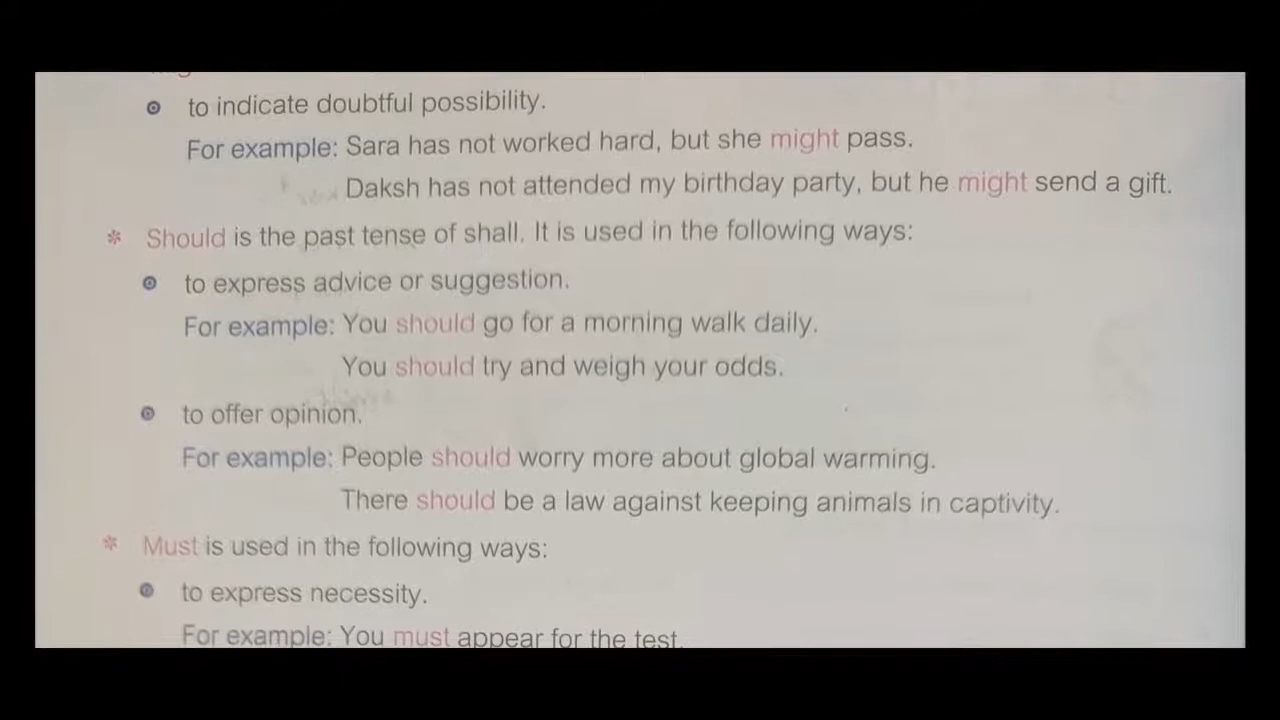 to indicate doubtful possibility.
For example: Sara has not worked hard, but she might pass.
Daksh has not attended my birthday party, but he might send a gift.
* Should is the past tense of shall. It is used in the following ways:
to express advice or suggestion.
For example: You should go for a morning walk daily.
You should try and weigh your odds.
to offer opinion.
For example: People should worry more about global warming.
There should be a law against keeping animals in captivity.
* Must is used in the following ways:
to express necessity.
For example: You must appear for the test.